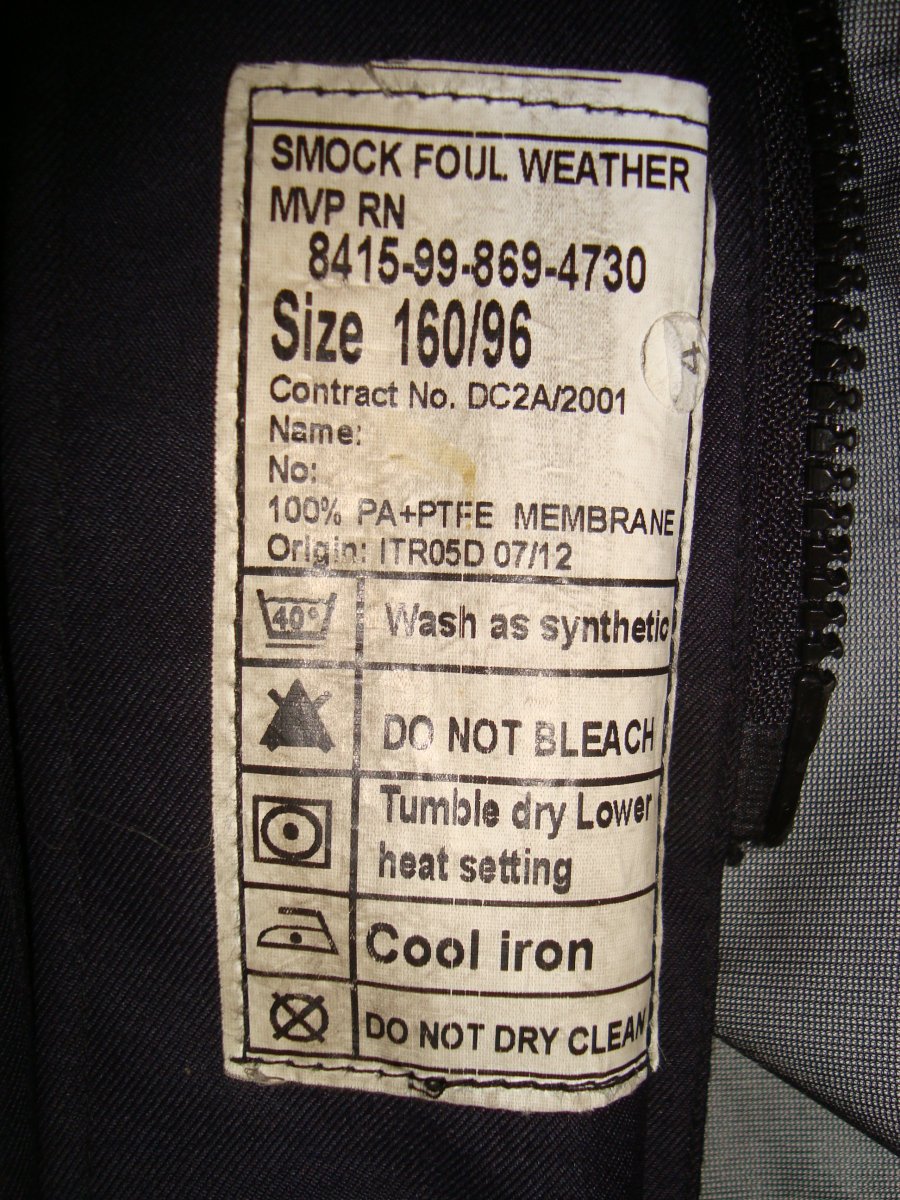 SMOCK FOUL WEATHER
MVP RN
8415-99-869-4730
Size 160/96
4
Contract No. DC2A/2001
Name:
No:
100% PA+PTFE MEMBRANE
Origin: ITR05D 07/12
40° Wash as synthetic
DO NOT BLEACH
Tumble dry Lower
heat setting
Cool iron
DO NOT DRY CLEAN